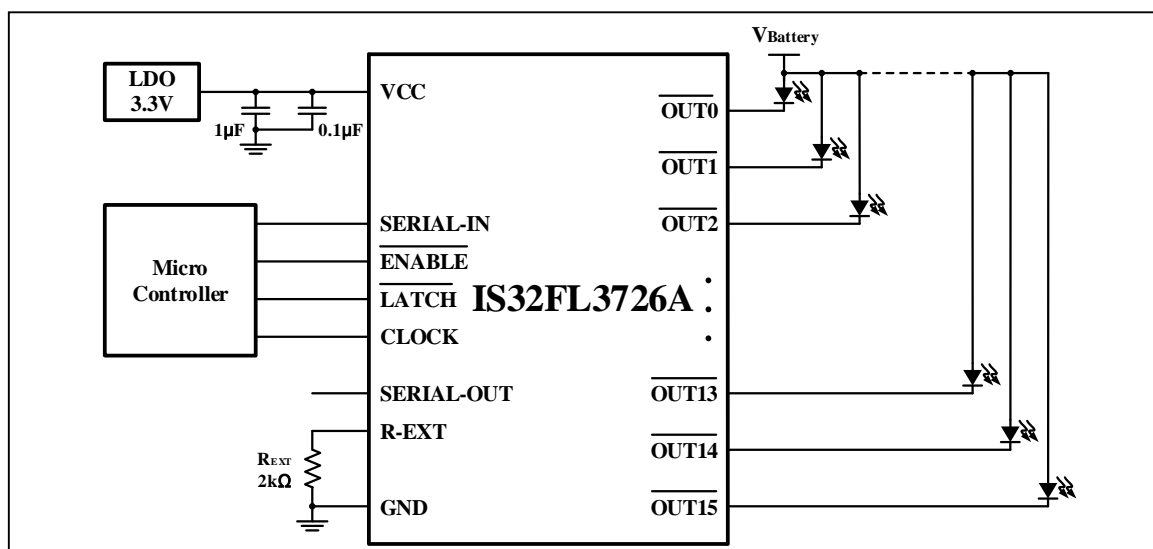 LDO
3.3V
1µF
0.1µF
VCC
VBattery
OUT0
OUT1
SERIAL-IN
OUT2
Micro
Controller
ENABLE
LATCH
IS32FL3726A
CLOCK
SERIAL-OUT
OUT13
R-EXT
OUT14
REXT
2kΩ
GND
OUT15